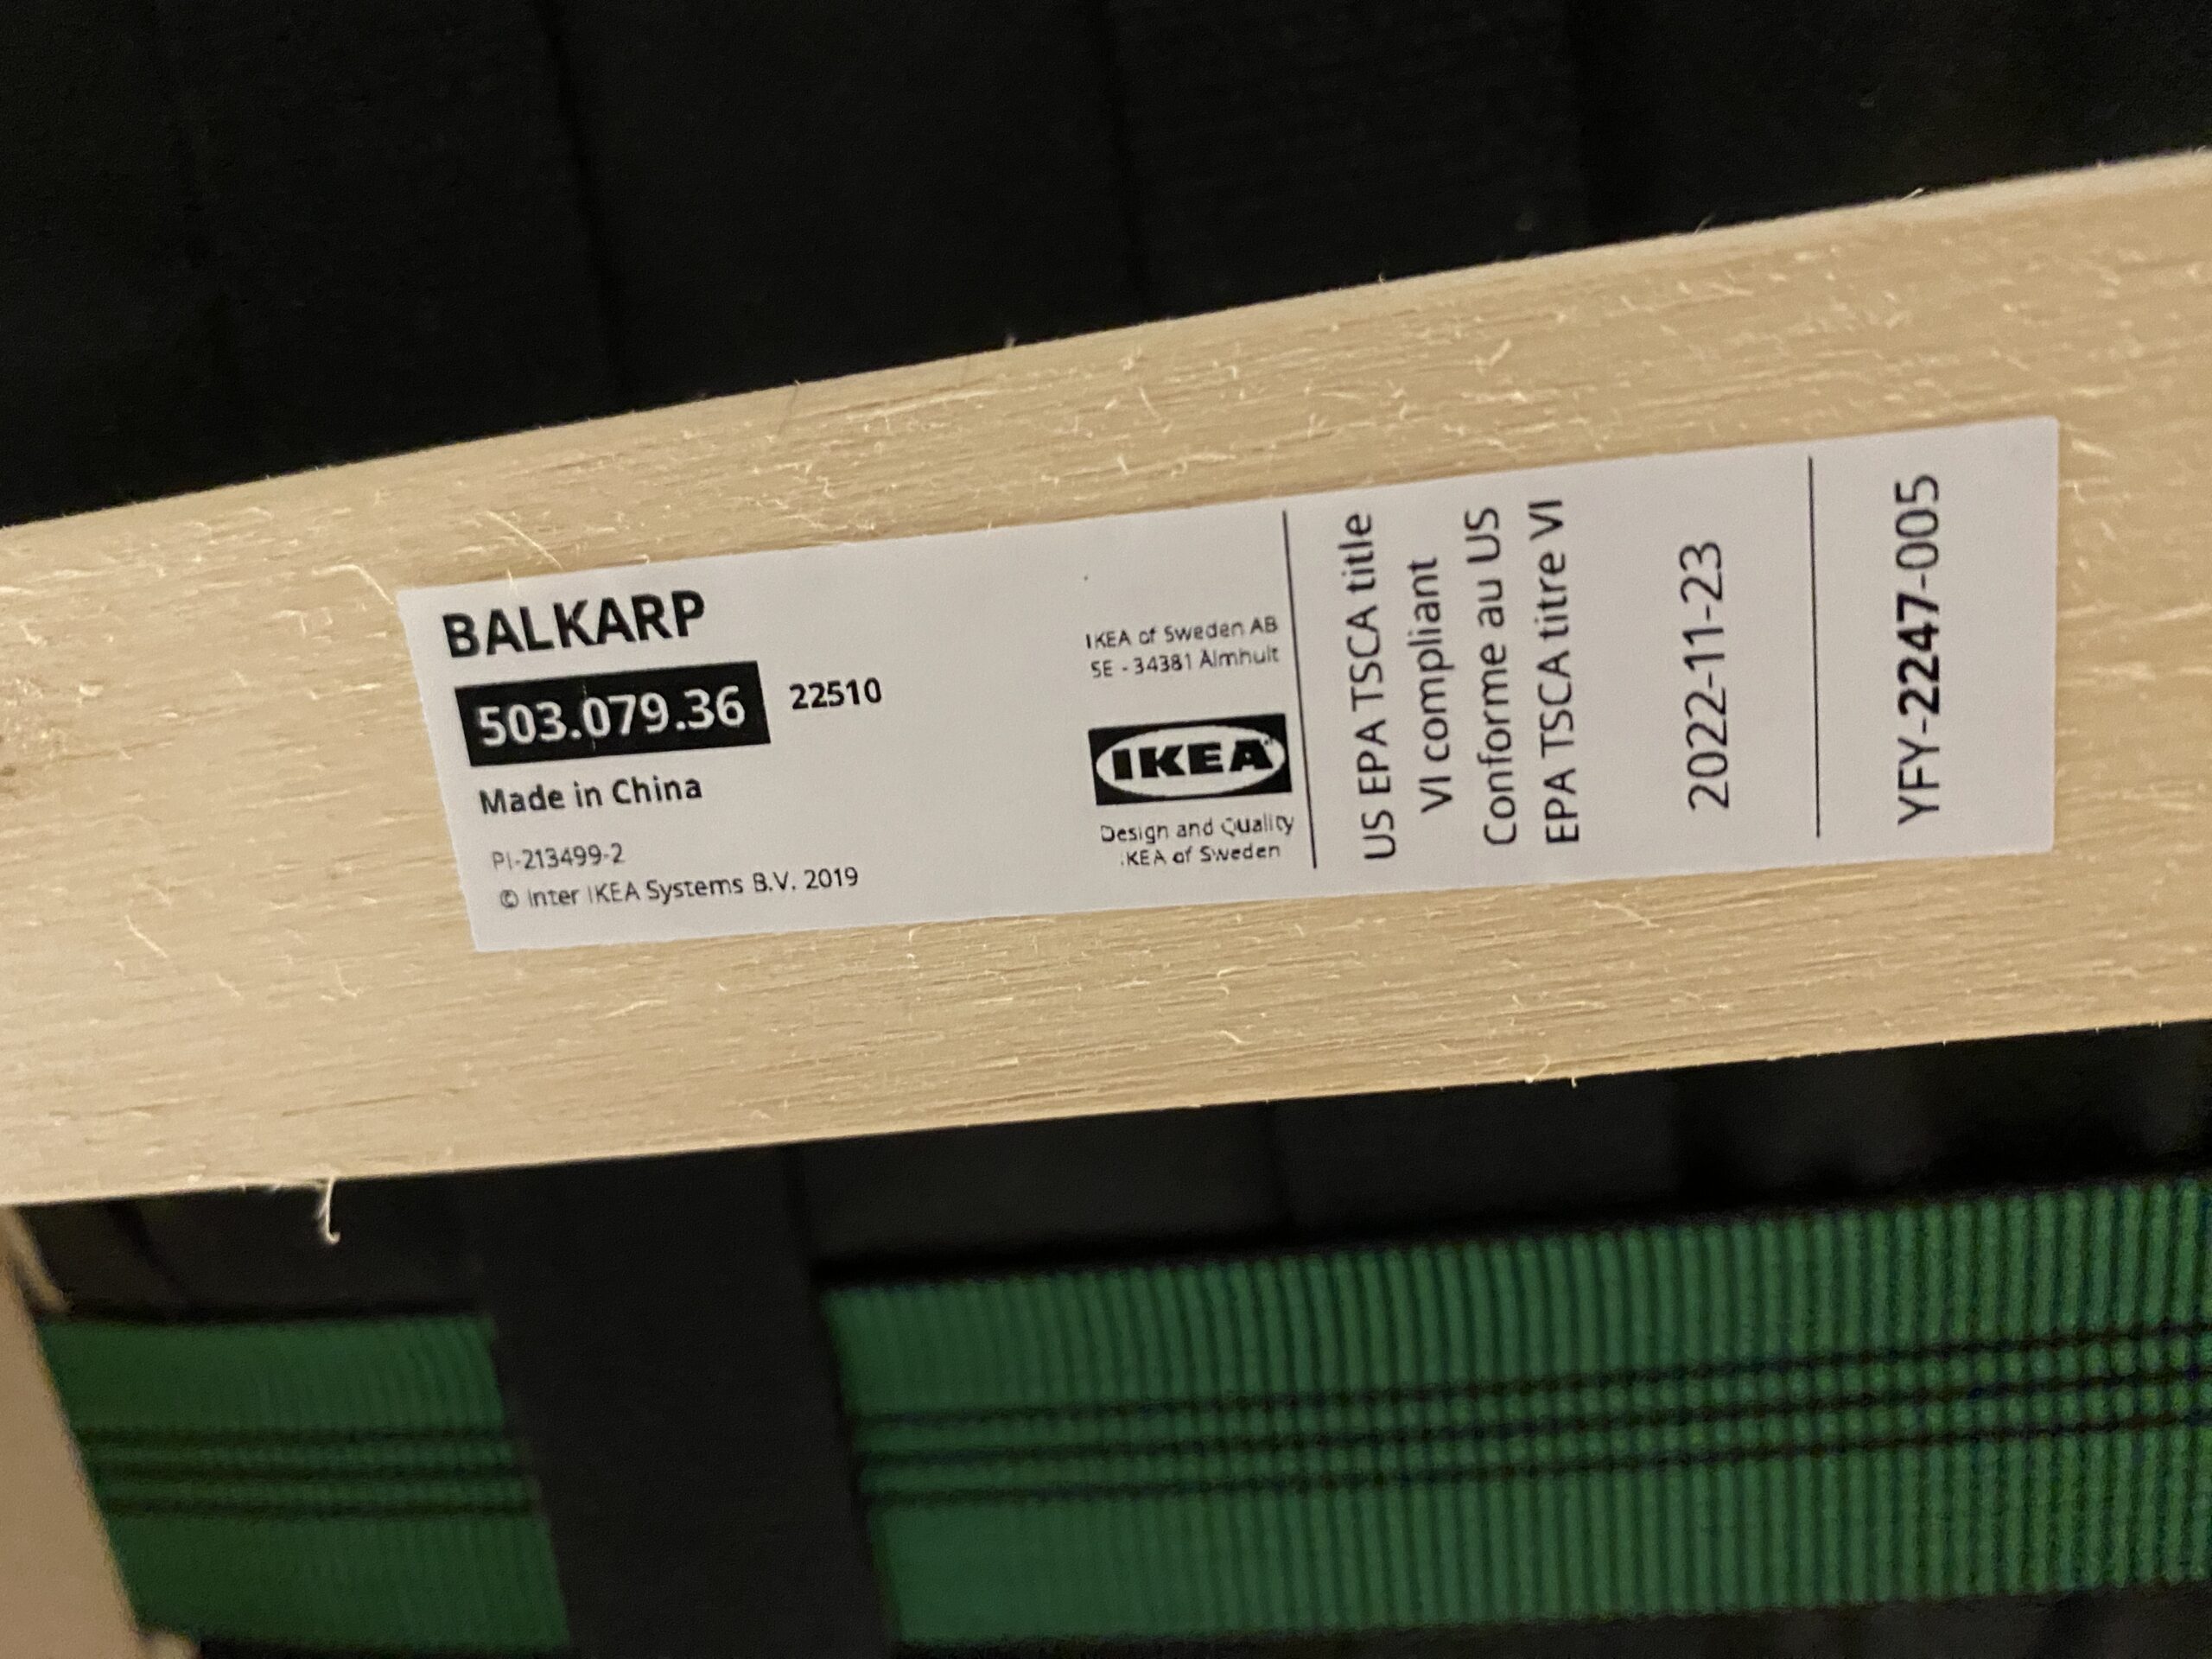 BALKARP
503.079.36 22510
Made in China
PI-213499-2
© Inter IKEA Systems B.V. 2019
IKEA of Sweden AB
SE - 34381 Älmhult
IKEA
Design and Quality
IKEA of Sweden
US EPA TSCA title
VI compliant
Conforme au US
EPA TSCA titre VI
2022-11-23
YFY-2247-005